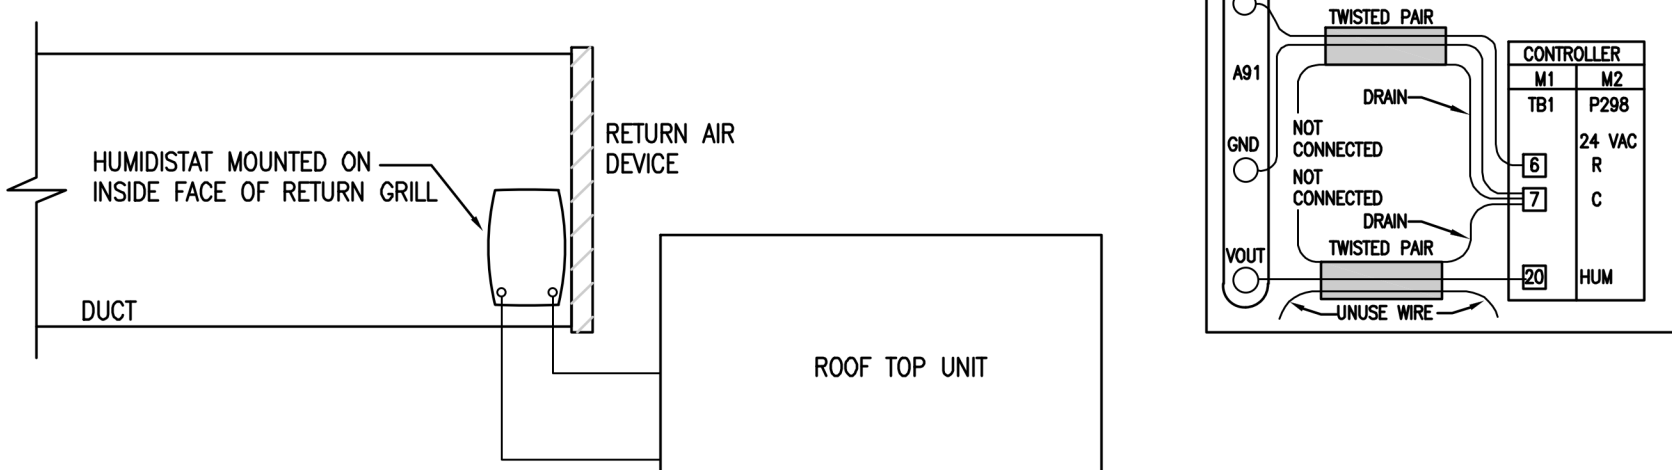 HUMIDISTAT MOUNTED ON
INSIDE FACE OF RETURN GRILL
DUCT
RETURN AIR
DEVICE
ROOF TOP UNIT
TWISTED PAIR
A91
DRAIN
NOT
CONNECTED
GND
NOT
CONNECTED
DRAIN
TWISTED PAIR
VOUT
UNUSE WIRE
CONTROLLER
M1 M2
TB1 P298
24 VAC
6 R
7 C
20 HUM